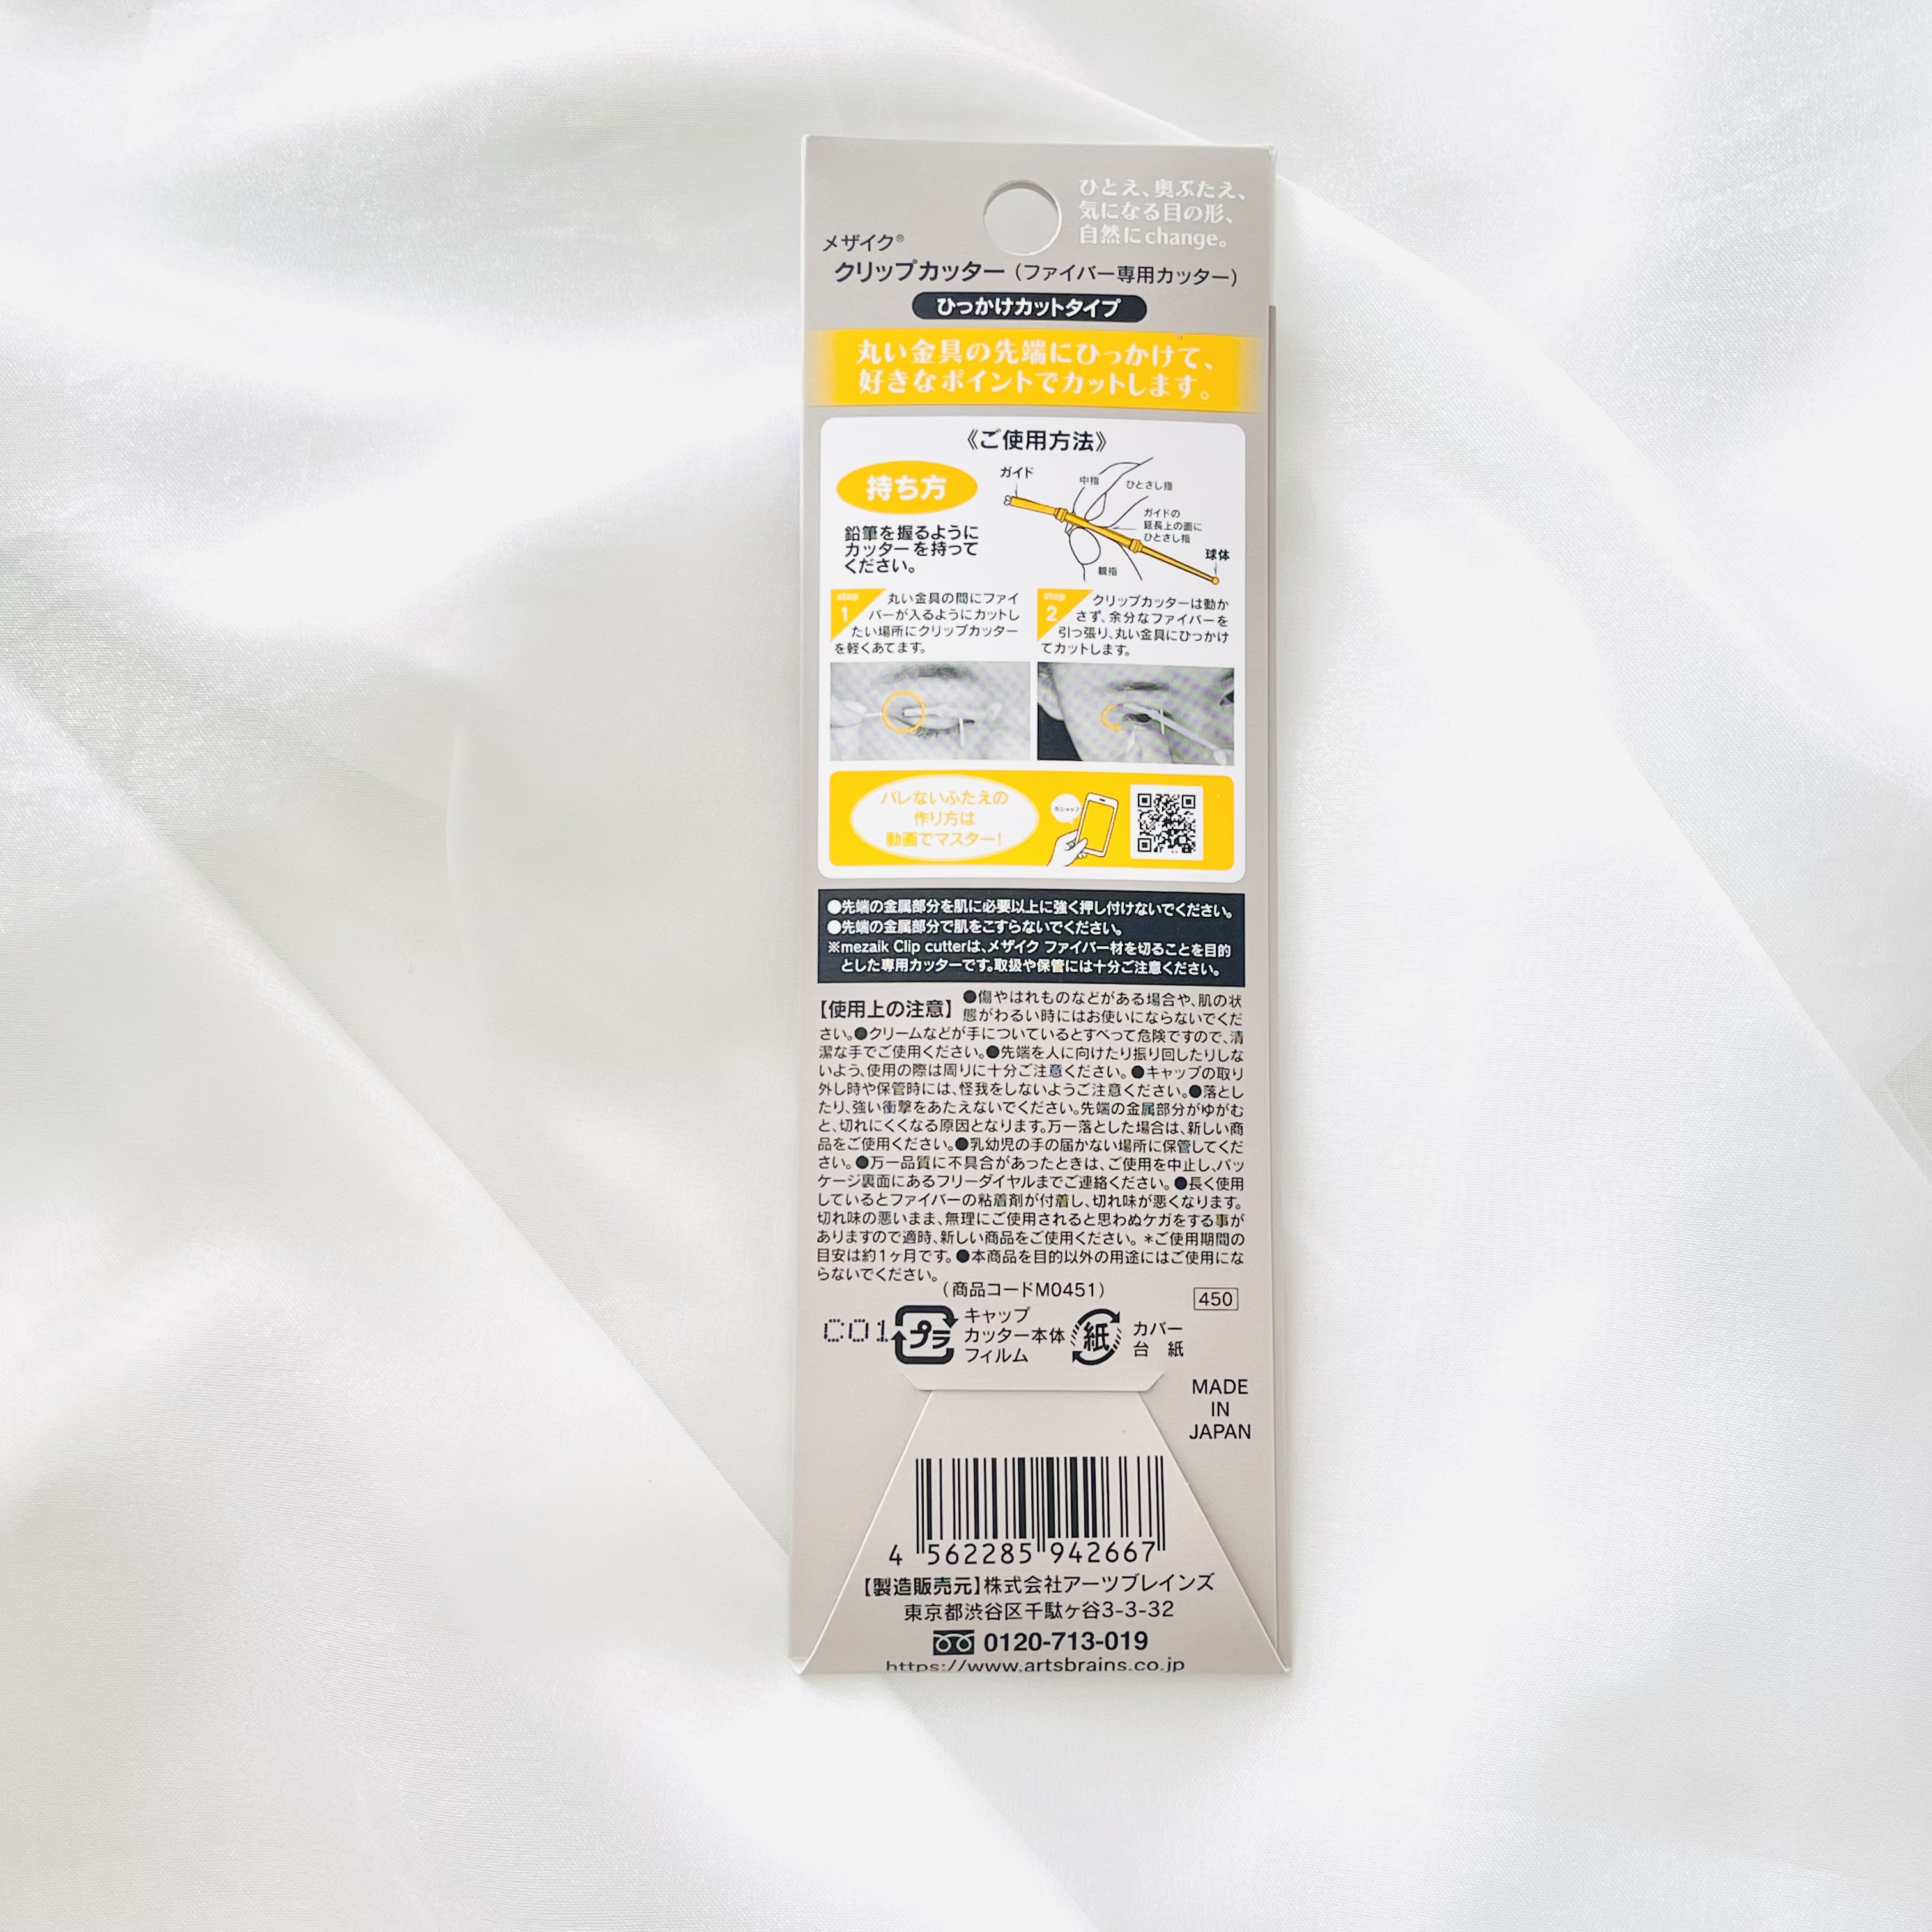 ひとえ、奥ぶたえ、
気になる目の形、
自然にchange。
メザイク®
クリップカッター（ファイバー専用カッター）
ひっかけカットタイプ
丸い金具の先端にひっかけて、
好きなポイントでカットします。
《ご使用方法》
持ち方
鉛筆を握るように
カッターを持って
ください。
ガイド
中指
ひとさし指
ガイドの
延長上の面に
ひとさし指
球体
親指
step
1
丸い金具の間にファイ
バーが入るようにカットし
たい場所にクリップカッター
を軽くあてます。
step
2
クリップカッターは動か
さず、余分なファイバーを
引っ張り、丸い金具にひっかけ
てカットします。
バレないふたえの
作り方は
動画でマスター！
●先端の金属部分を肌に必要以上に強く押し付けないでください。
●先端の金属部分で肌をこすらないでください。
※mezaik Clip cutterは、メザイク ファイバー材を切ることを目的
とした専用カッターです。取扱や保管には十分ご注意ください。
【使用上の注意】●傷やはれものなどがある場合や、肌の状
態がわるい時にはお使いにならないでくだ
さい。●クリームなどが手についているとすべって危険ですので、清
潔な手でご使用ください。●先端を人に向けたり振り回したりしな
いよう、使用の際は周りに十分ご注意ください。●キャップの取り
外し時や保管時には、怪我をしないようご注意ください。●落とし
たり、強い衝撃をあたえないでください。先端の金属部分がゆがむ
と、切れにくくなる原因となります。万一落とした場合は、新しい商
品をご使用ください。●乳幼児の手の届かない場所に保管してくだ
さい。●万一品質に不具合があったときは、ご使用を中止し、パッ
ケージ裏面にあるフリーダイヤルまでご連絡ください。●長く使用
しているとファイバーの粘着剤が付着し、切れ味が悪くなります。
切れ味の悪いまま、無理にご使用されると思わぬケガをする事が
ありますので適時、新しい商品をご使用ください。＊ご使用期間の
目安は約1ヶ月です。●本商品を目的以外の用途にはご使用にな
らないでください。
（商品コードM0451）
450
C01
プラ
キャップ
カッター本体
フィルム
紙
カバー
台 紙
MADE
IN
JAPAN
4 562285 942667
【製造販売元】株式会社アーツブレインズ
東京都渋谷区千駄ヶ谷3-3-32
0120-713-019
https://www.artsbrains.co.jp